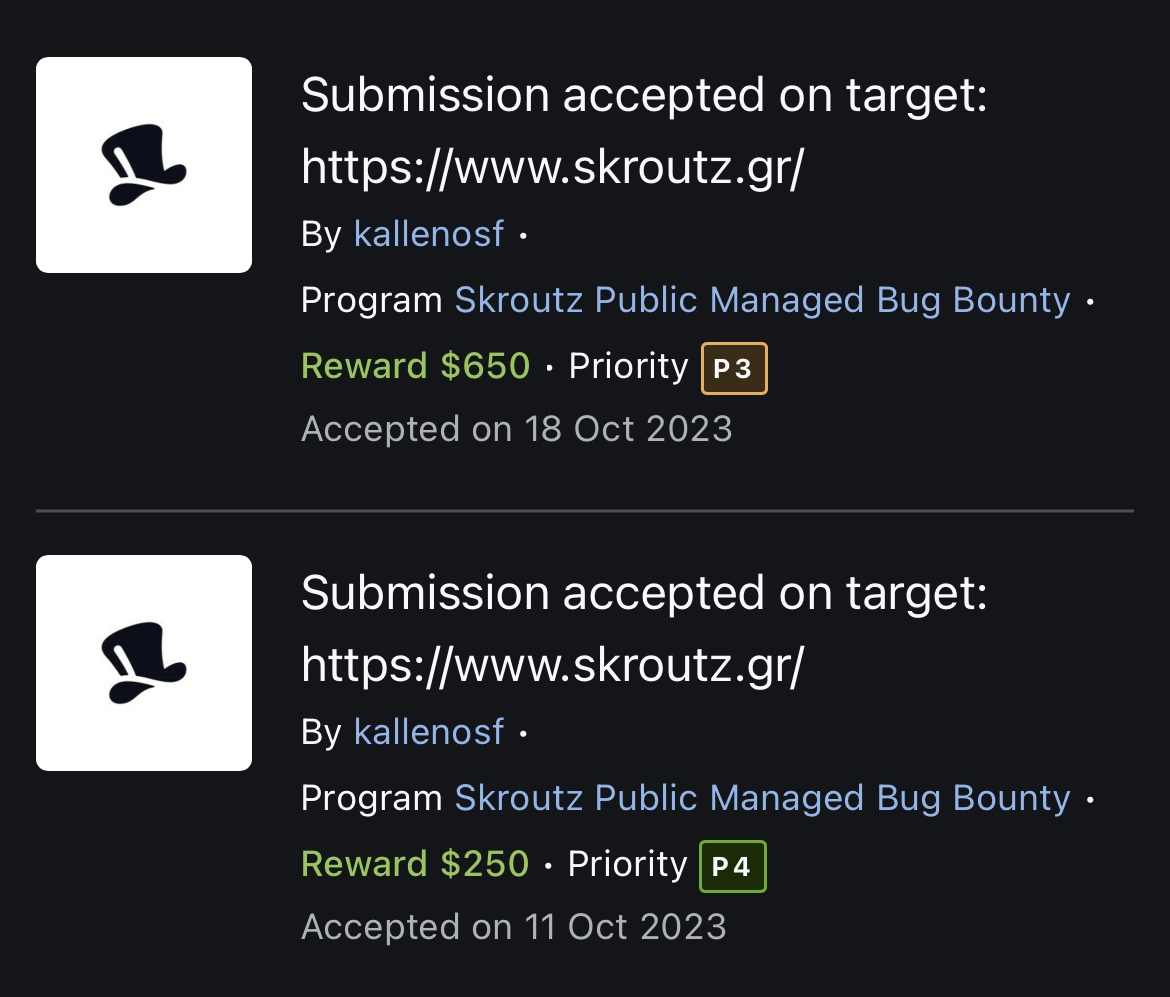 Submission accepted on target:
https://www.skroutz.gr/
By kallenosf •
Program Skroutz Public Managed Bug Bounty •
Reward $650 • Priority P3
Accepted on 18 Oct 2023
Submission accepted on target:
https://www.skroutz.gr/
By kallenosf •
Program Skroutz Public Managed Bug Bounty •
Reward $250 • Priority P4
Accepted on 11 Oct 2023